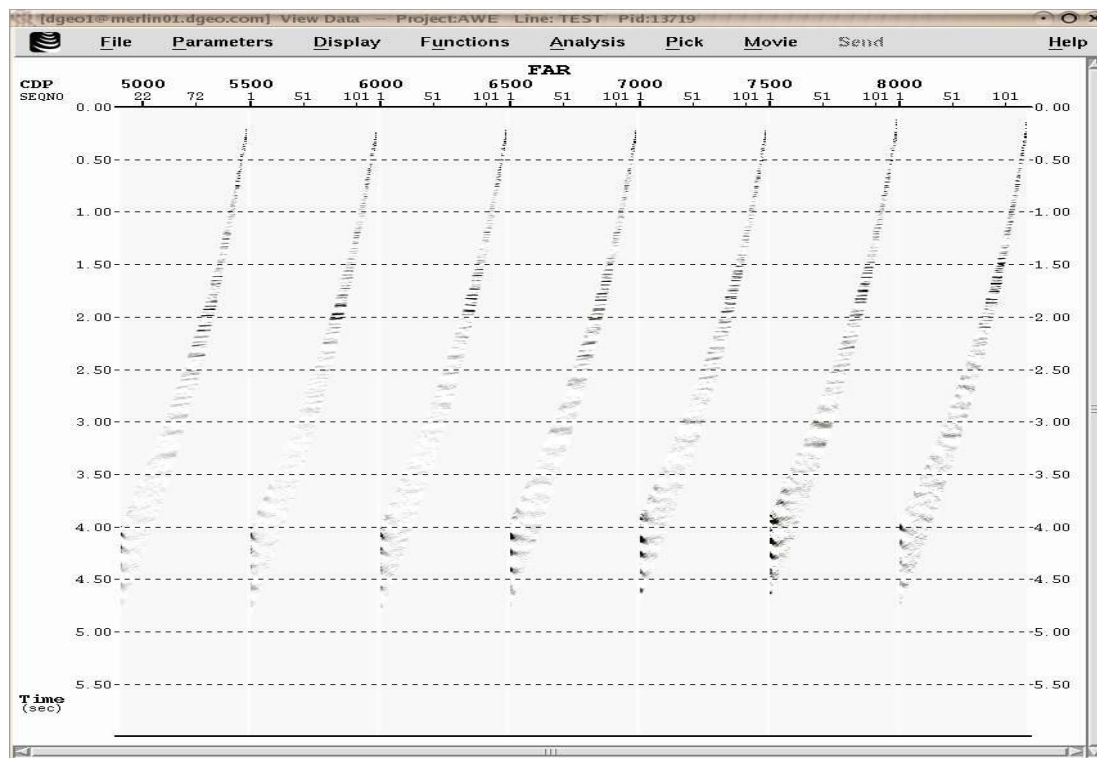 [dgeo1@merlin01.dgeo.com] View Data -- Project:AWE Line: TEST Pid:13719
File Parameters Display Functions Analysis Pick Movie Send Help
FAR
CDP 5000 5500 6000 6500 7000 7500 8000
SEQNO 22 72 1 51 101 1 51 101 1 51 101 1 51 101 1 51 101 1 51 101
0.00 0.00
0.50 0.50
1.00 1.00
1.50 1.50
2.00 2.00
2.50 2.50
3.00 3.00
3.50 3.50
4.00 4.00
4.50 4.50
5.00 5.00
5.50 5.50
Time
(sec)